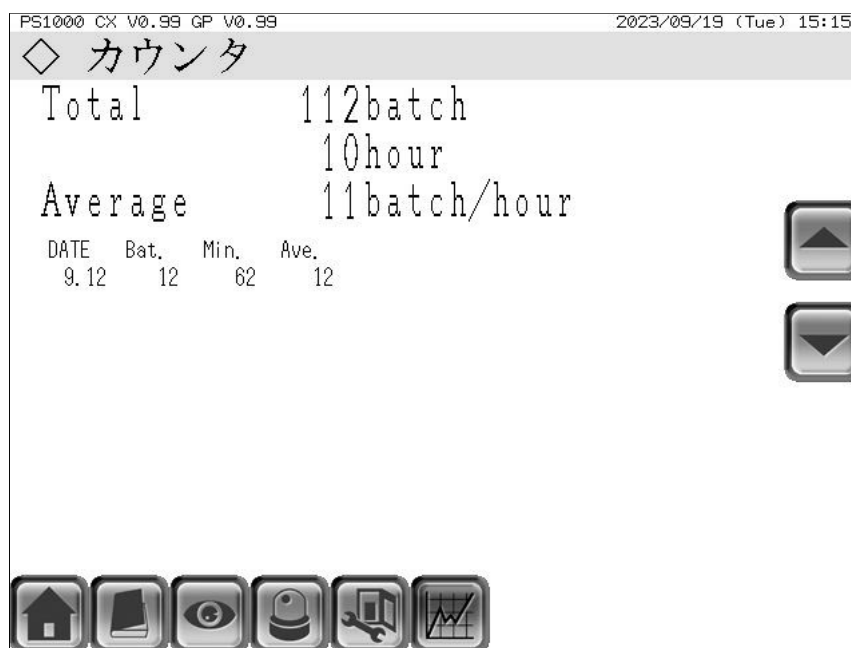 PS1000 CX V0.99 GP V0.99 2023/09/19 (Tue) 15:15
◇ カウンタ
Total 112batch
10hour
Average 11batch/hour
DATE Bat. Min. Ave.
9.12 12 62 12